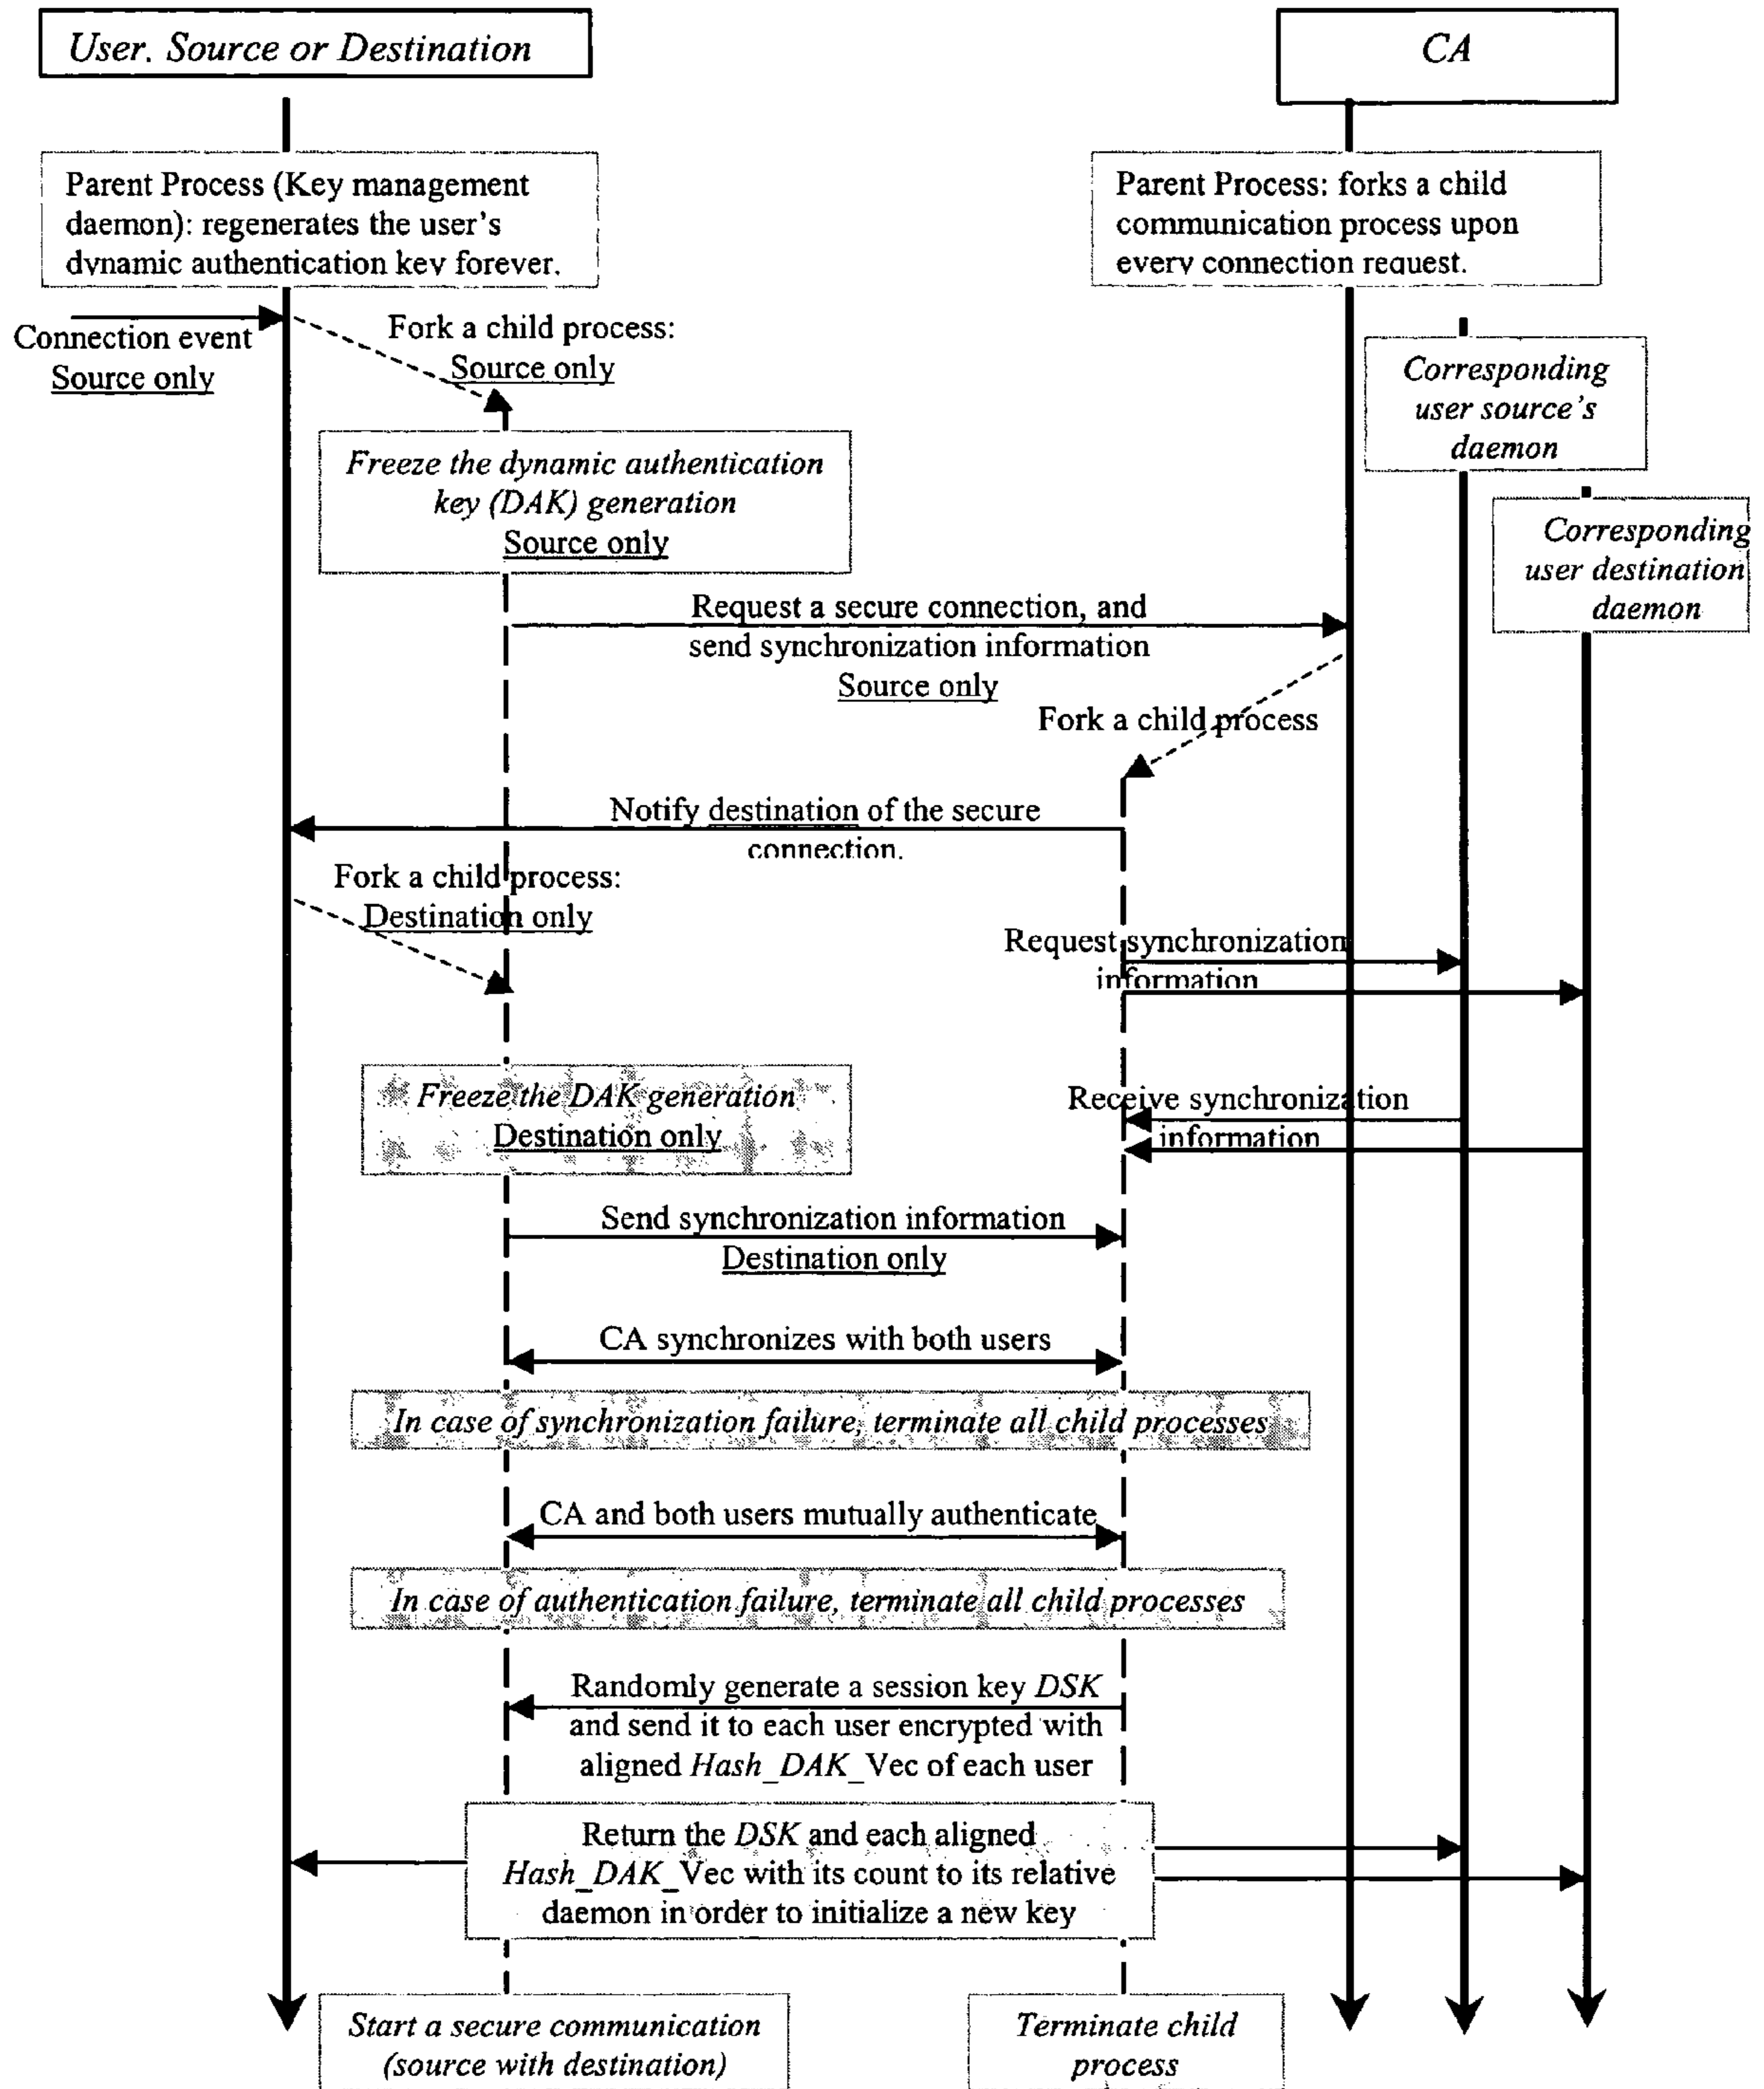 User. Source or Destination
CA
Parent Process (Key management
daemon): regenerates the user's
dynamic authentication key forever.
Parent Process: forks a child
communication process upon
every connection request.
Connection event
Source only
Fork a child process:
Source only
Corresponding
user source's
daemon
Freeze the dynamic authentication
key (DAK) generation
Source only
Corresponding
user destination
daemon
Request a secure connection, and
send synchronization information
Source only
Fork a child process
Notify destination of the secure
connection.
Fork a child process:
Destination only
Request synchronization
information
Freeze the DAK generation
Destination only
Receive synchronization
information
Send synchronization information
Destination only
CA synchronizes with both users
In case of synchronization failure, terminate all child processes
CA and both users mutually authenticate
In case of authentication failure, terminate all child processes
Randomly generate a session key DSK
and send it to each user encrypted with
aligned Hash_DAK_Vec of each user
Return the DSK and each aligned
Hash_DAK_Vec with its count to its relative
daemon in order to initialize a new key
Start a secure communication
(source with destination)
Terminate child
process